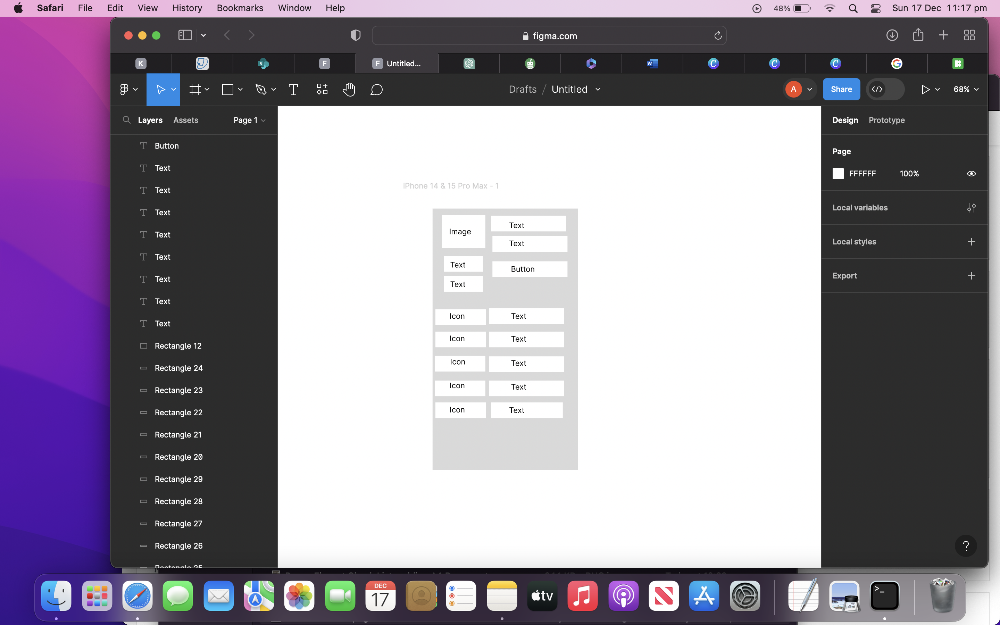 Safari File Edit View History Bookmarks Window Help 48% Sun 17 Dec 11:17 pm
figma.com
K S F F Untitled... W C C C G
Drafts / Untitled A Share 68%
Layers Assets Page 1
Button
Text
Text
Text
Text
Text
Text
Text
Text
Rectangle 12
Rectangle 24
Rectangle 23
Rectangle 22
Rectangle 21
Rectangle 20
Rectangle 29
Rectangle 28
Rectangle 27
Rectangle 26
Rectangle 25
iPhone 14 & 15 Pro Max - 1
Image Text
Text
Text Button
Text
Icon Text
Icon Text
Icon Text
Icon Text
Icon Text
Design Prototype
Page
FFFFFF 100%
Local variables
Local styles
Export
?
DEC
17
tv
>_